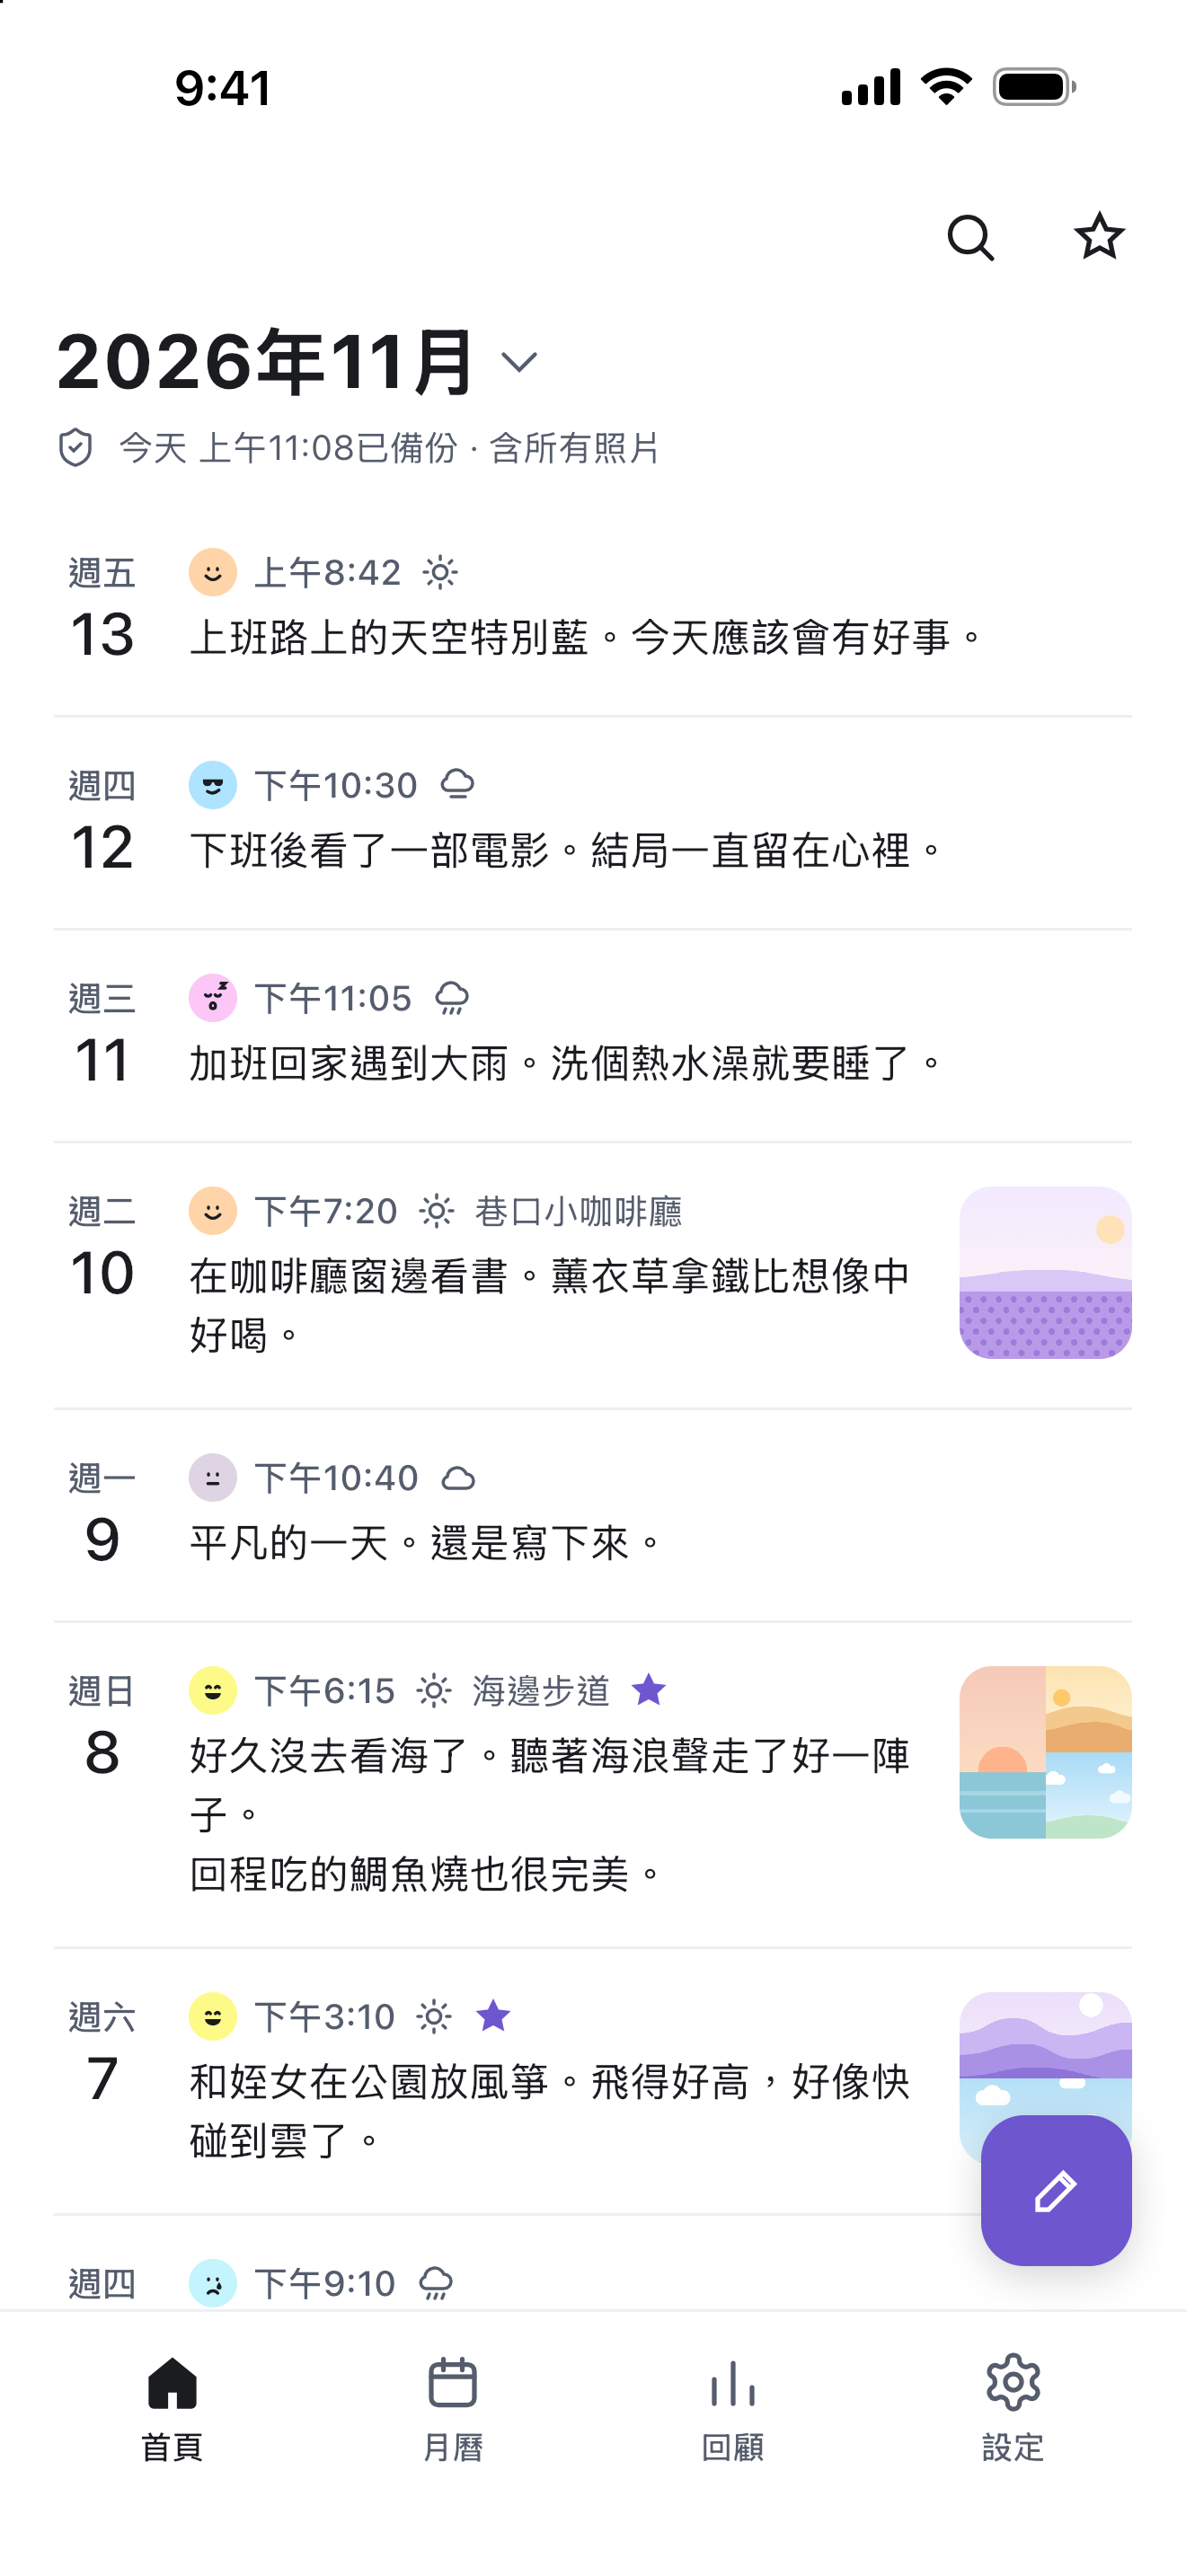 9:41
2026年11月
今天 上午11:08已備份 · 含所有照片
週五 上午8:42
13 上班路上的天空特別藍。今天應該會有好事。
週四 下午10:30
12 下班後看了一部電影。結局一直留在心裡。
週三 下午11:05
11 加班回家遇到大雨。洗個熱水澡就要睡了。
週二 下午7:20 巷口小咖啡廳
10 在咖啡廳窗邊看書。薰衣草拿鐵比想像中
好喝。
週一 下午10:40
9 平凡的一天。還是寫下來。
週日 下午6:15 海邊步道
8 好久沒去看海了。聽著海浪聲走了好一陣
子。
回程吃的鯛魚燒也很完美。
週六 下午3:10
7 和姪女在公園放風箏。飛得好高，好像快
碰到雲了。
週四 下午9:10
首頁 月曆 回顧 設定